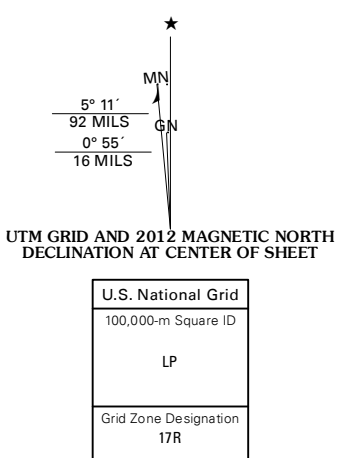 ★
MN
5° 11´
92 MILS
GN
0° 55´
16 MILS
UTM GRID AND 2012 MAGNETIC NORTH
DECLINATION AT CENTER OF SHEET
U.S. National Grid
100,000-m Square ID
LP
Grid Zone Designation
17R